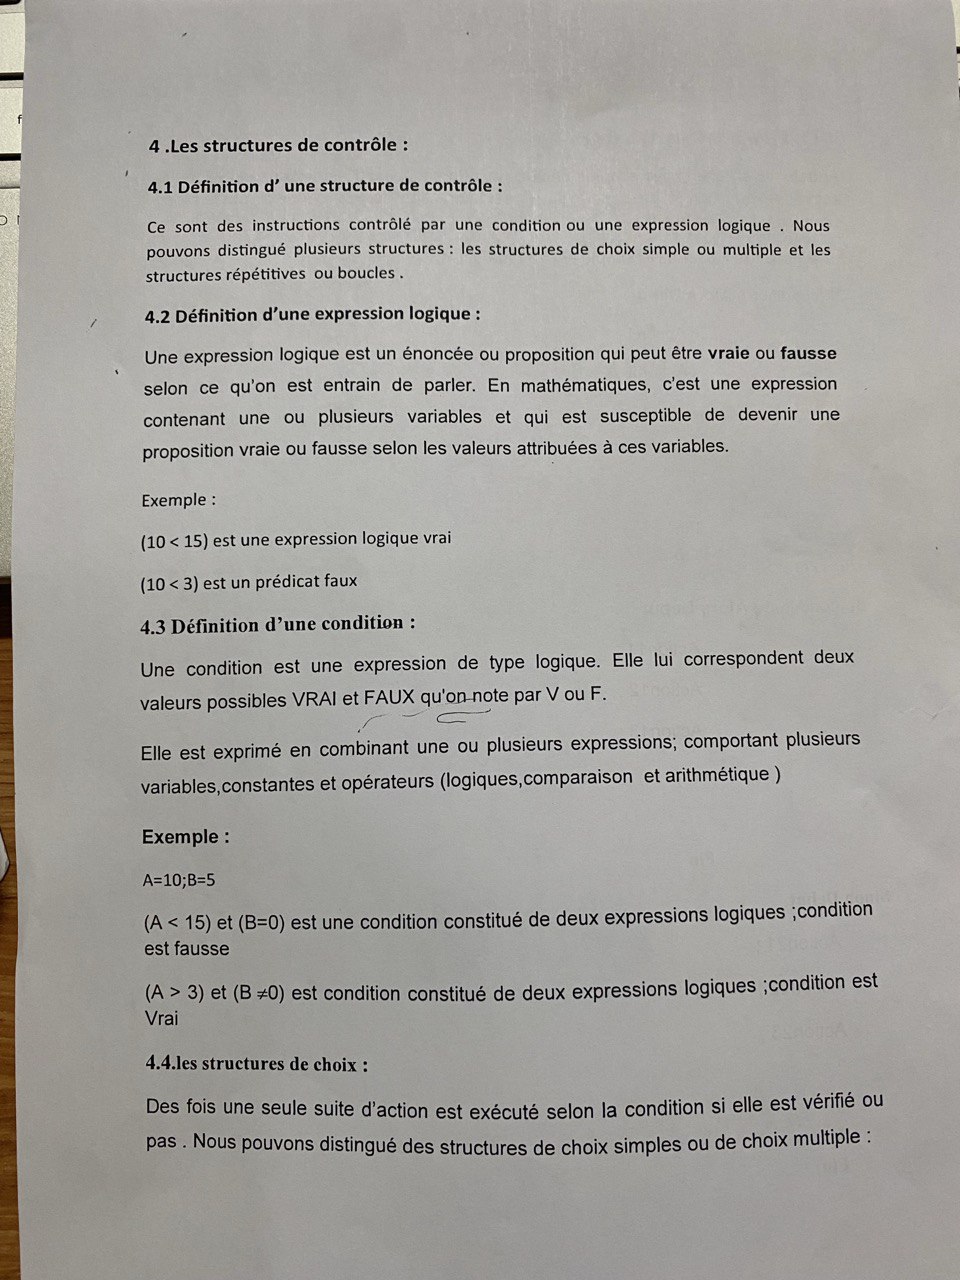 4 .Les structures de contrôle :
4.1 Définition d' une structure de contrôle :
Ce sont des instructions contrôlé par une condition ou une expression logique . Nous
pouvons distingué plusieurs structures : les structures de choix simple ou multiple et les
structures répétitives ou boucles .
4.2 Définition d'une expression logique :
Une expression logique est un énoncée ou proposition qui peut être vraie ou fausse
selon ce qu'on est entrain de parler. En mathématiques, c'est une expression
contenant une ou plusieurs variables et qui est susceptible de devenir une
proposition vraie ou fausse selon les valeurs attribuées à ces variables.
Exemple :
(10 < 15) est une expression logique vrai
(10 < 3) est un prédicat faux
4.3 Définition d'une condition :
Une condition est une expression de type logique. Elle lui correspondent deux
valeurs possibles VRAI et FAUX qu'on note par V ou F.
Elle est exprimé en combinant une ou plusieurs expressions; comportant plusieurs
variables,constantes et opérateurs (logiques,comparaison et arithmétique )
Exemple :
A=10;B=5
(A < 15) et (B=0) est une condition constitué de deux expressions logiques ;condition
est fausse
(A > 3) et (B ≠0) est condition constitué de deux expressions logiques ;condition est
Vrai
4.4.les structures de choix :
Des fois une seule suite d'action est exécuté selon la condition si elle est vérifié ou
pas . Nous pouvons distingué des structures de choix simples ou de choix multiple :